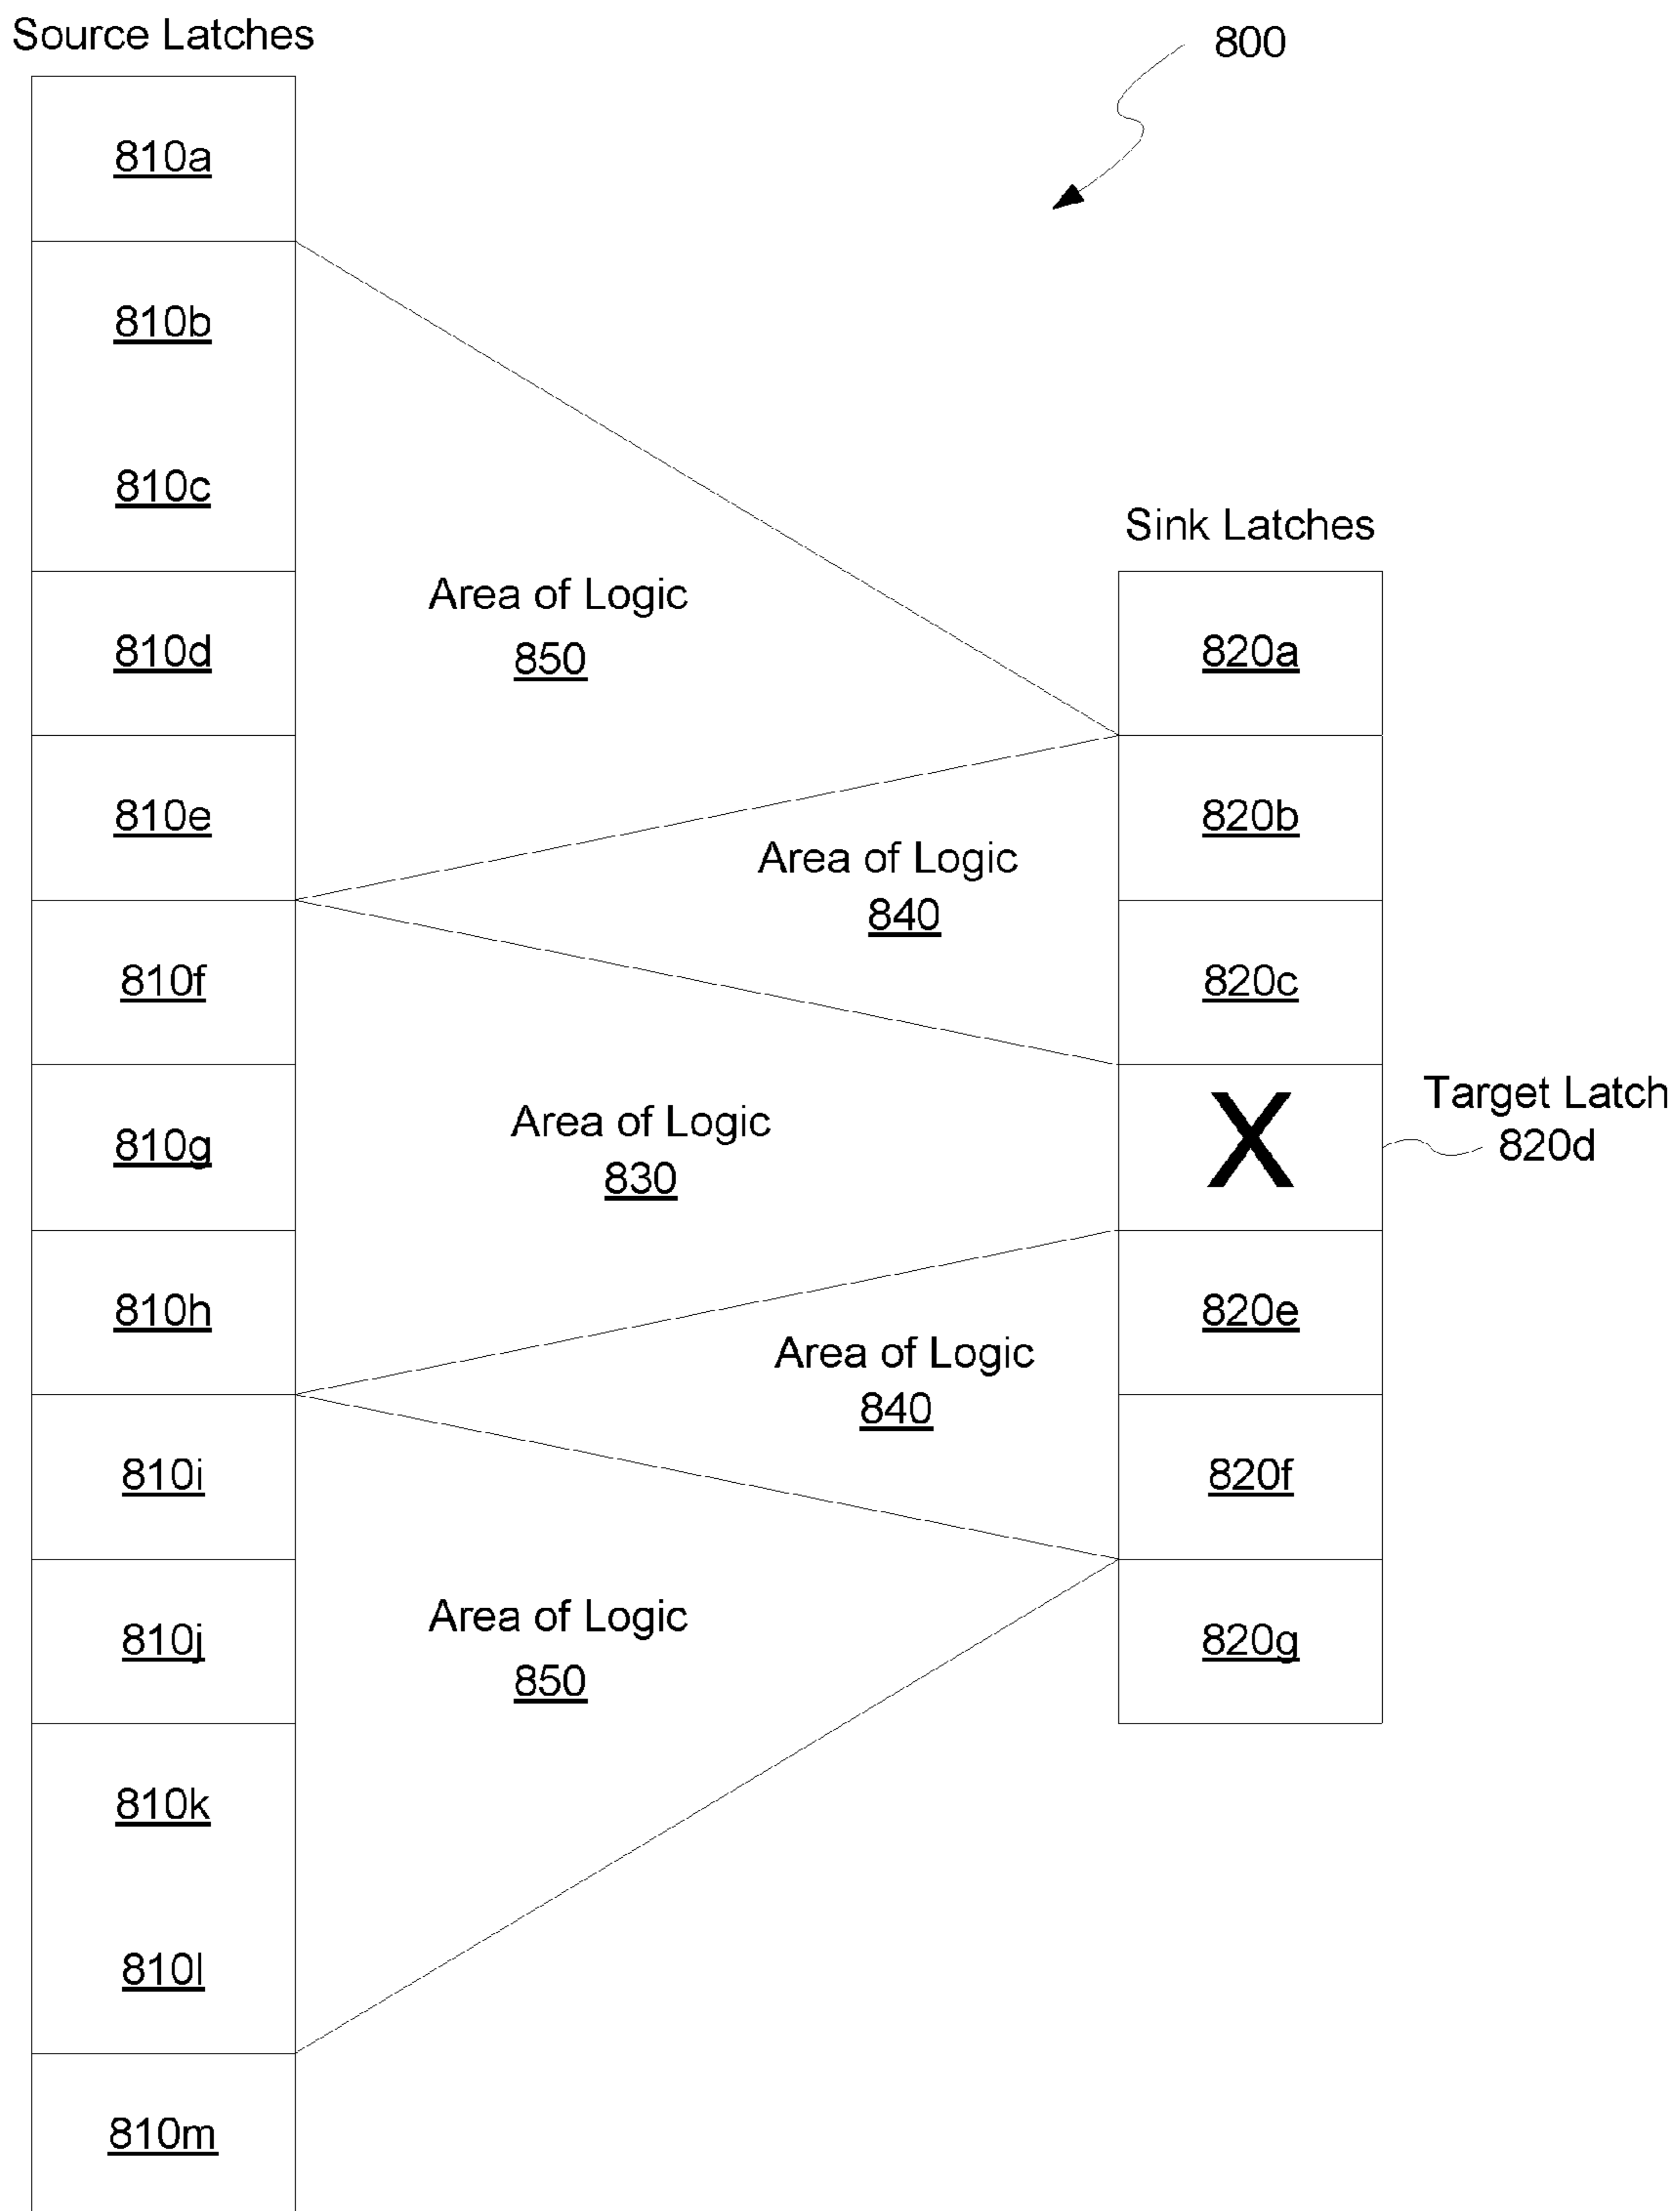 Source Latches
800
810a
810b
810c
Sink Latches
Area of Logic
850
810d
820a
810e
820b
Area of Logic
840
810f
820c
Target Latch
820d
X
Area of Logic
830
810g
810h
820e
Area of Logic
840
810i
820f
810j
Area of Logic
850
820g
810k
810l
810m